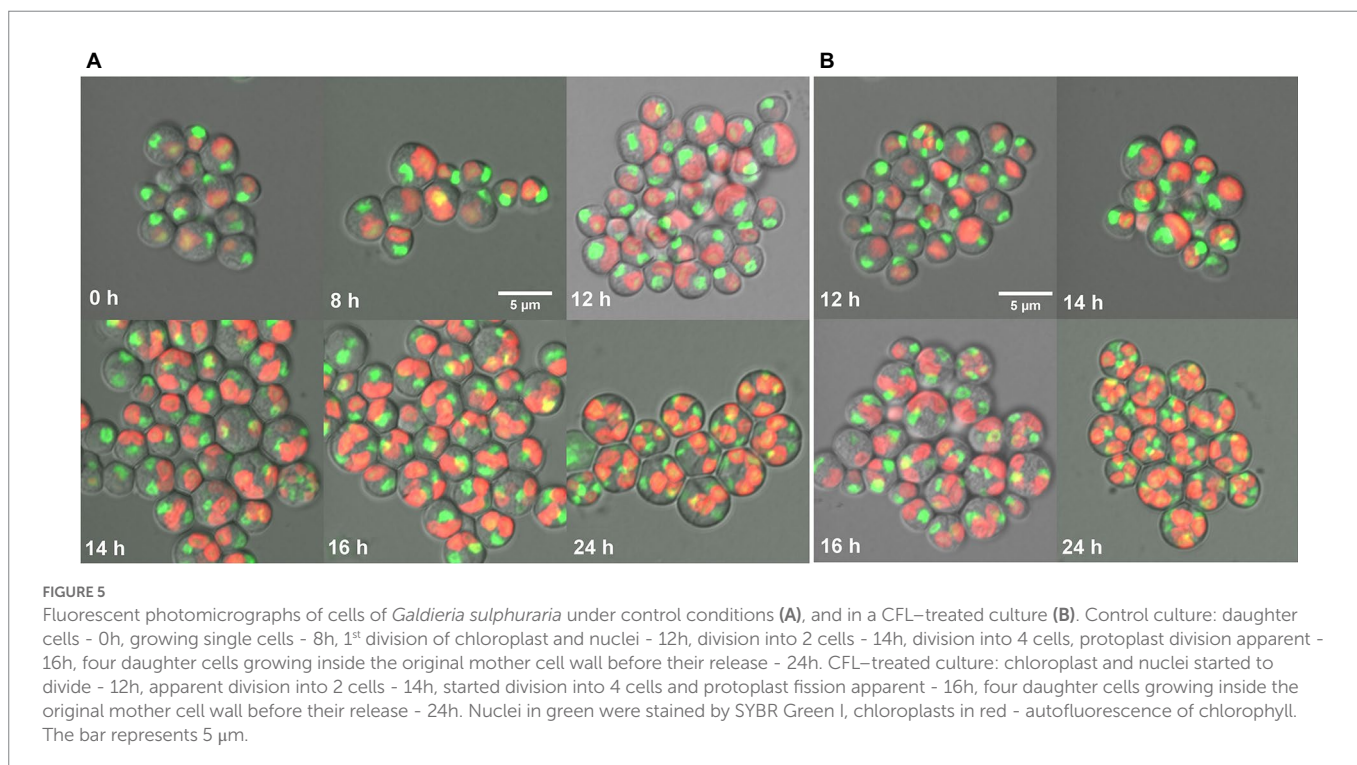 A
B
0 h
8 h
5 µm
12 h
12 h
5 µm
14 h
14 h
16 h
24 h
16 h
24 h
FIGURE 5
Fluorescent photomicrographs of cells of Galdieria sulphuraria under control conditions (A), and in a CFL–treated culture (B). Control culture: daughter
cells - 0h, growing single cells - 8h, 1st division of chloroplast and nuclei - 12h, division into 2 cells - 14h, division into 4 cells, protoplast division apparent -
16h, four daughter cells growing inside the original mother cell wall before their release - 24h. CFL–treated culture: chloroplast and nuclei started to
divide - 12h, apparent division into 2 cells - 14h, started division into 4 cells and protoplast fission apparent - 16h, four daughter cells growing inside the
original mother cell wall before their release - 24h. Nuclei in green were stained by SYBR Green I, chloroplasts in red - autofluorescence of chlorophyll.
The bar represents 5 µm.